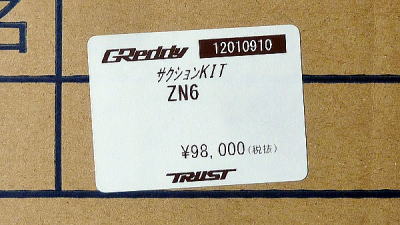 GReddy 12010910
ｻｸｼｮﾝKIT
ZN6
¥98,000(税抜)
TRUST